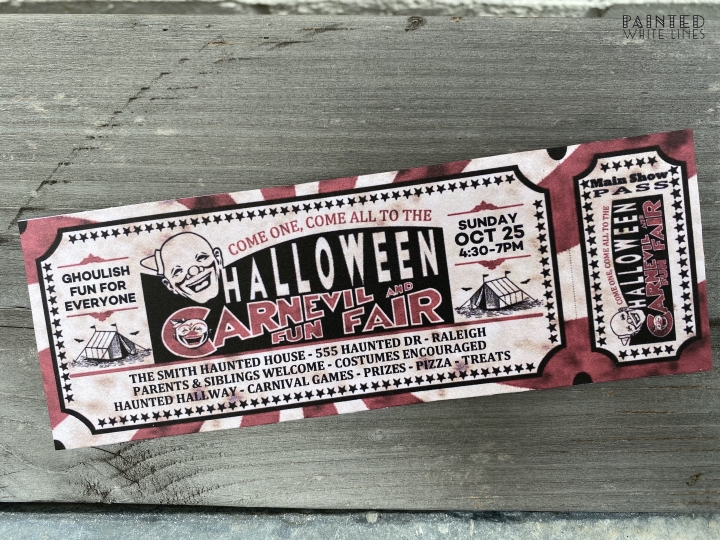 PAINTED
WHITE LINES
COME ONE, COME ALL TO THE
HALLOWEEN
CARNEVIL AND
FUN FAIR
GHOULISH
FUN FOR
EVERYONE
SUNDAY
OCT 25
4:30-7PM
THE SMITH HAUNTED HOUSE - 555 HAUNTED DR - RALEIGH
PARENTS & SIBLINGS WELCOME - COSTUMES ENCOURAGED
HAUNTED HALLWAY - CARNIVAL GAMES - PRIZES - PIZZA - TREATS
Main Show
PASS
COME ONE, COME ALL TO THE
HALLOWEEN
CARNEVIL AND
FUN FAIR